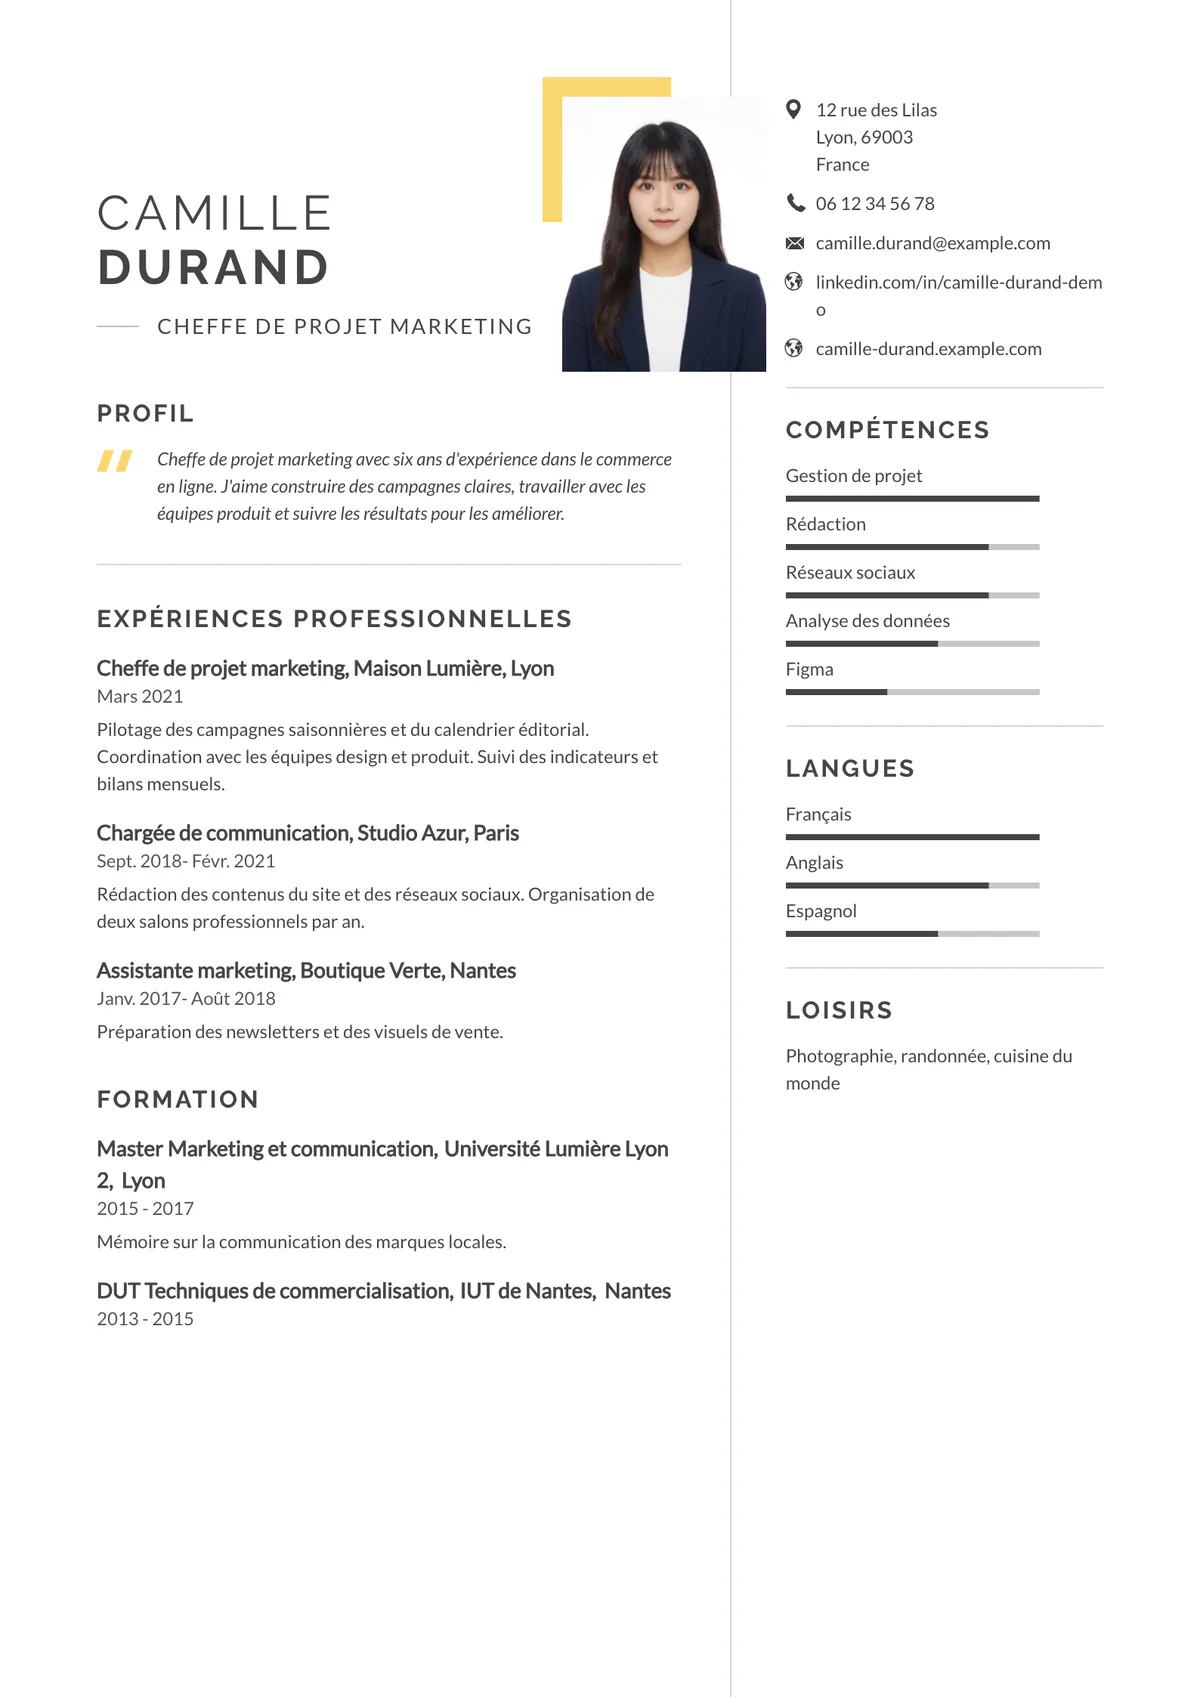 CAMILLE
DURAND
CHEFFE DE PROJET MARKETING
PROFIL
Cheffe de projet marketing avec six ans d'expérience dans le commerce
en ligne. J'aime construire des campagnes claires, travailler avec les
équipes produit et suivre les résultats pour les améliorer.
EXPÉRIENCES PROFESSIONNELLES
Cheffe de projet marketing, Maison Lumière, Lyon
Mars 2021
Pilotage des campagnes saisonnières et du calendrier éditorial.
Coordination avec les équipes design et produit. Suivi des indicateurs et
bilans mensuels.
Chargée de communication, Studio Azur, Paris
Sept. 2018- Févr. 2021
Rédaction des contenus du site et des réseaux sociaux. Organisation de
deux salons professionnels par an.
Assistante marketing, Boutique Verte, Nantes
Janv. 2017- Août 2018
Préparation des newsletters et des visuels de vente.
FORMATION
Master Marketing et communication, Université Lumière Lyon
2, Lyon
2015 - 2017
Mémoire sur la communication des marques locales.
DUT Techniques de commercialisation, IUT de Nantes, Nantes
2013 - 2015
12 rue des Lilas
Lyon, 69003
France
06 12 34 56 78
camille.durand@example.com
linkedin.com/in/camille-durand-dem
o
camille-durand.example.com
COMPÉTENCES
Gestion de projet
Rédaction
Réseaux sociaux
Analyse des données
Figma
LANGUES
Français
Anglais
Espagnol
LOISIRS
Photographie, randonnée, cuisine du
monde